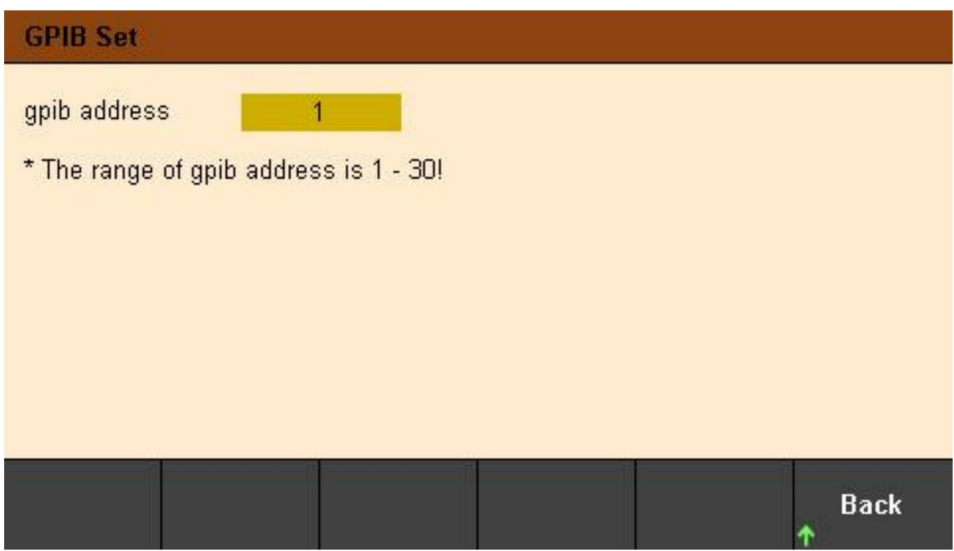 GPIB Set
gpib address 1
* The range of gpib address is 1 - 30!
Back